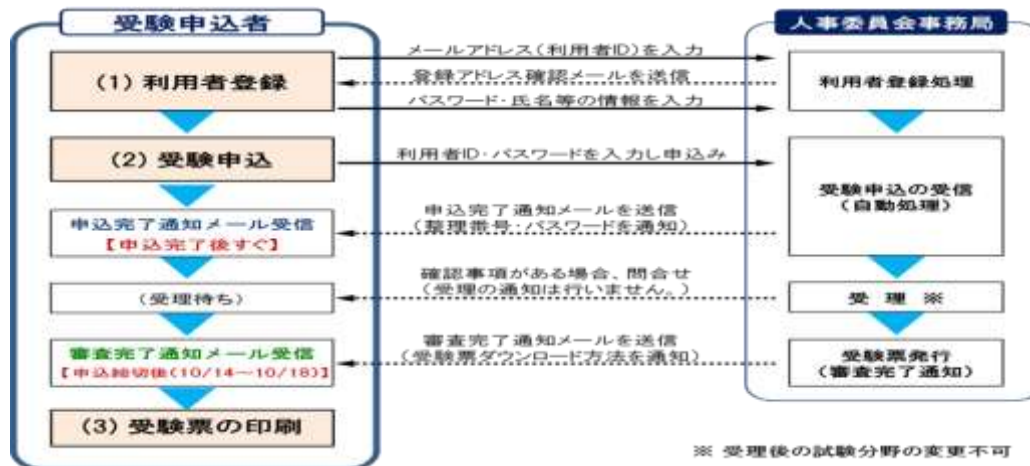 受験申込者
人事委員会事務局
(1) 利用者登録
メールアドレス(利用者ID)を入力
登録アドレス確認メールを送信
パスワード・氏名等の情報を入力
利用者登録処理
(2) 受験申込
利用者ID・パスワードを入力し申込み
受験申込の受信
(自動処理)
申込完了通知メール受信
【申込完了後すぐ】
申込完了通知メールを送信
(整理番号・パスワードを通知)
(受理待ち)
確認事項がある場合、問合せ
(受理の通知は行いません。)
受 理 ※
審査完了通知メール受信
【申込締切後(10/14～10/18)】
審査完了通知メールを送信
(受験票ダウンロード方法を通知)
受験票発行
(審査完了通知)
(3) 受験票の印刷
※ 受理後の試験分野の変更不可